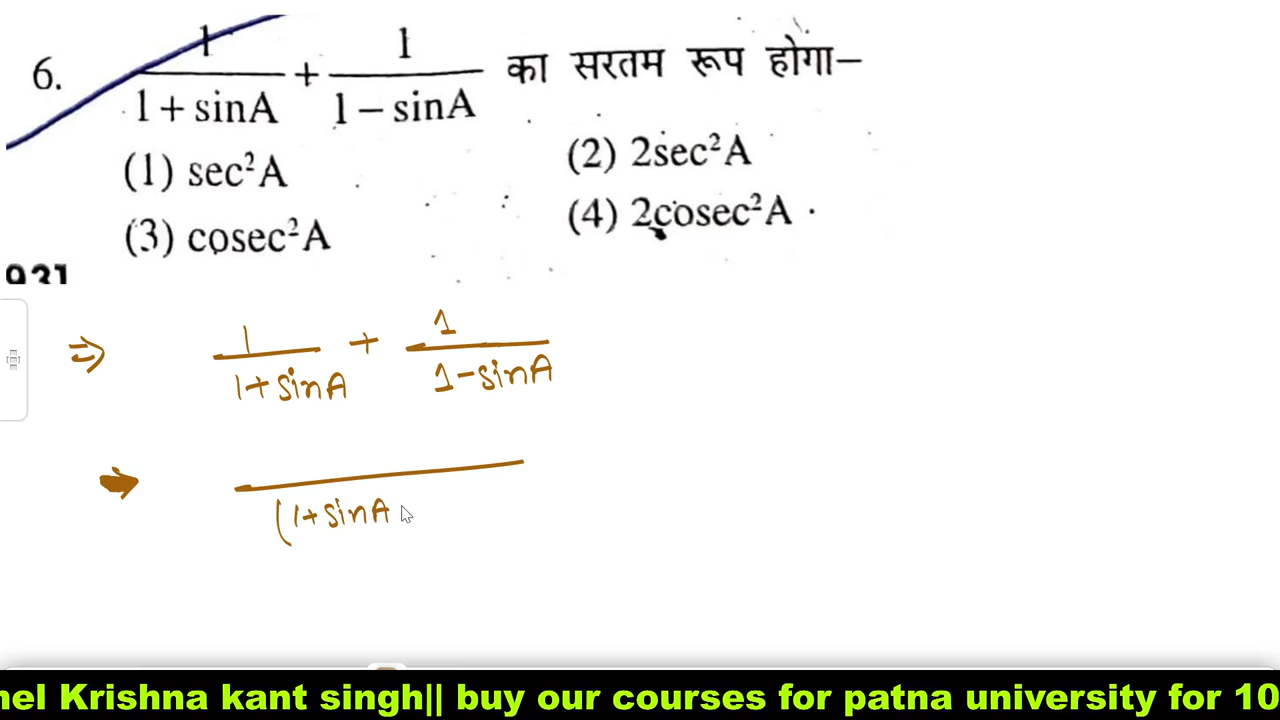 6. 1/(1 + sinA) + 1/(1 − sinA) का सरतम रूप होगा–
(1) sec²A (2) 2sec²A
(3) cosec²A (4) 2cosec²A
931
⇒ 1/(1+sinA) + 1/(1-sinA)
⇒ (1+sinA
nel Krishna kant singh|| buy our courses for patna university for 10